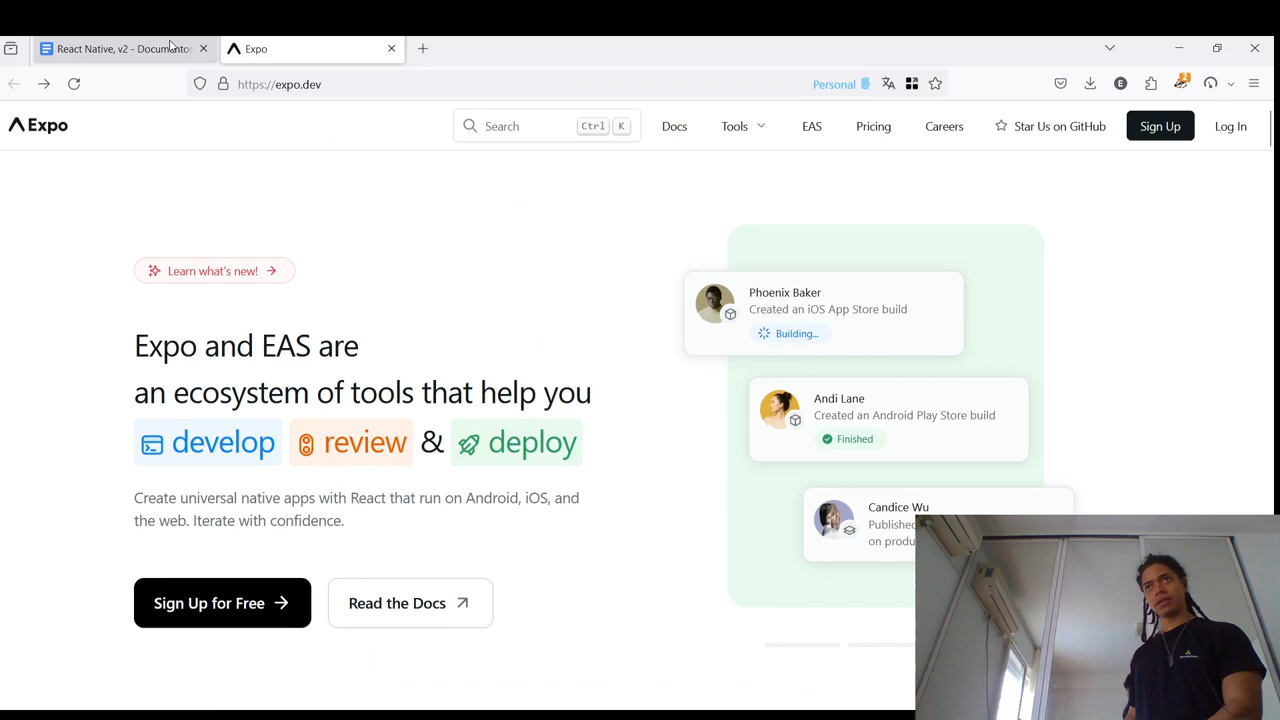 React Native, v2 - Documentos
Expo
https://expo.dev
Personal
E
2
Expo
Search
Ctrl
K
Docs
Tools
EAS
Pricing
Careers
Star Us on GitHub
Sign Up
Log In
Learn what's new!
Expo and EAS are
an ecosystem of tools that help you
develop review & deploy
Create universal native apps with React that run on Android, iOS, and
the web. Iterate with confidence.
Sign Up for Free
Read the Docs
Phoenix Baker
Created an iOS App Store build
Building...
Andi Lane
Created an Android Play Store build
Finished
Candice Wu
Published
on produ